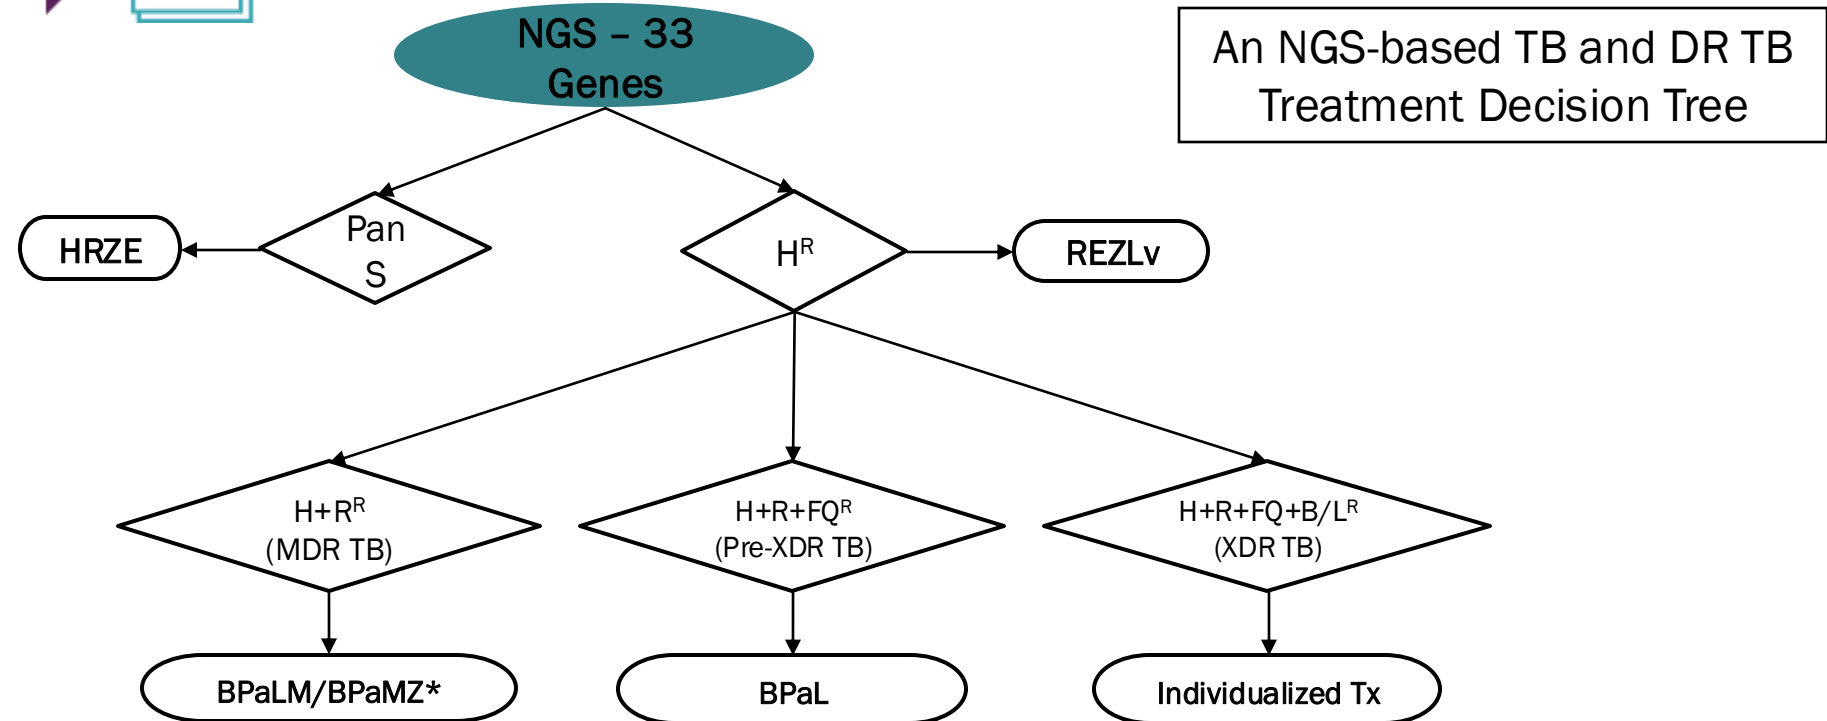 NGS – 33
Genes
An NGS-based TB and DR TB
Treatment Decision Tree
HRZE
Pan
S
Hᴿ
REZLv
H+Rᴿ
(MDR TB)
H+R+FQᴿ
(Pre-XDR TB)
H+R+FQ+B/Lᴿ
(XDR TB)
BPaLM/BPaMZ*
BPaL
Individualized Tx